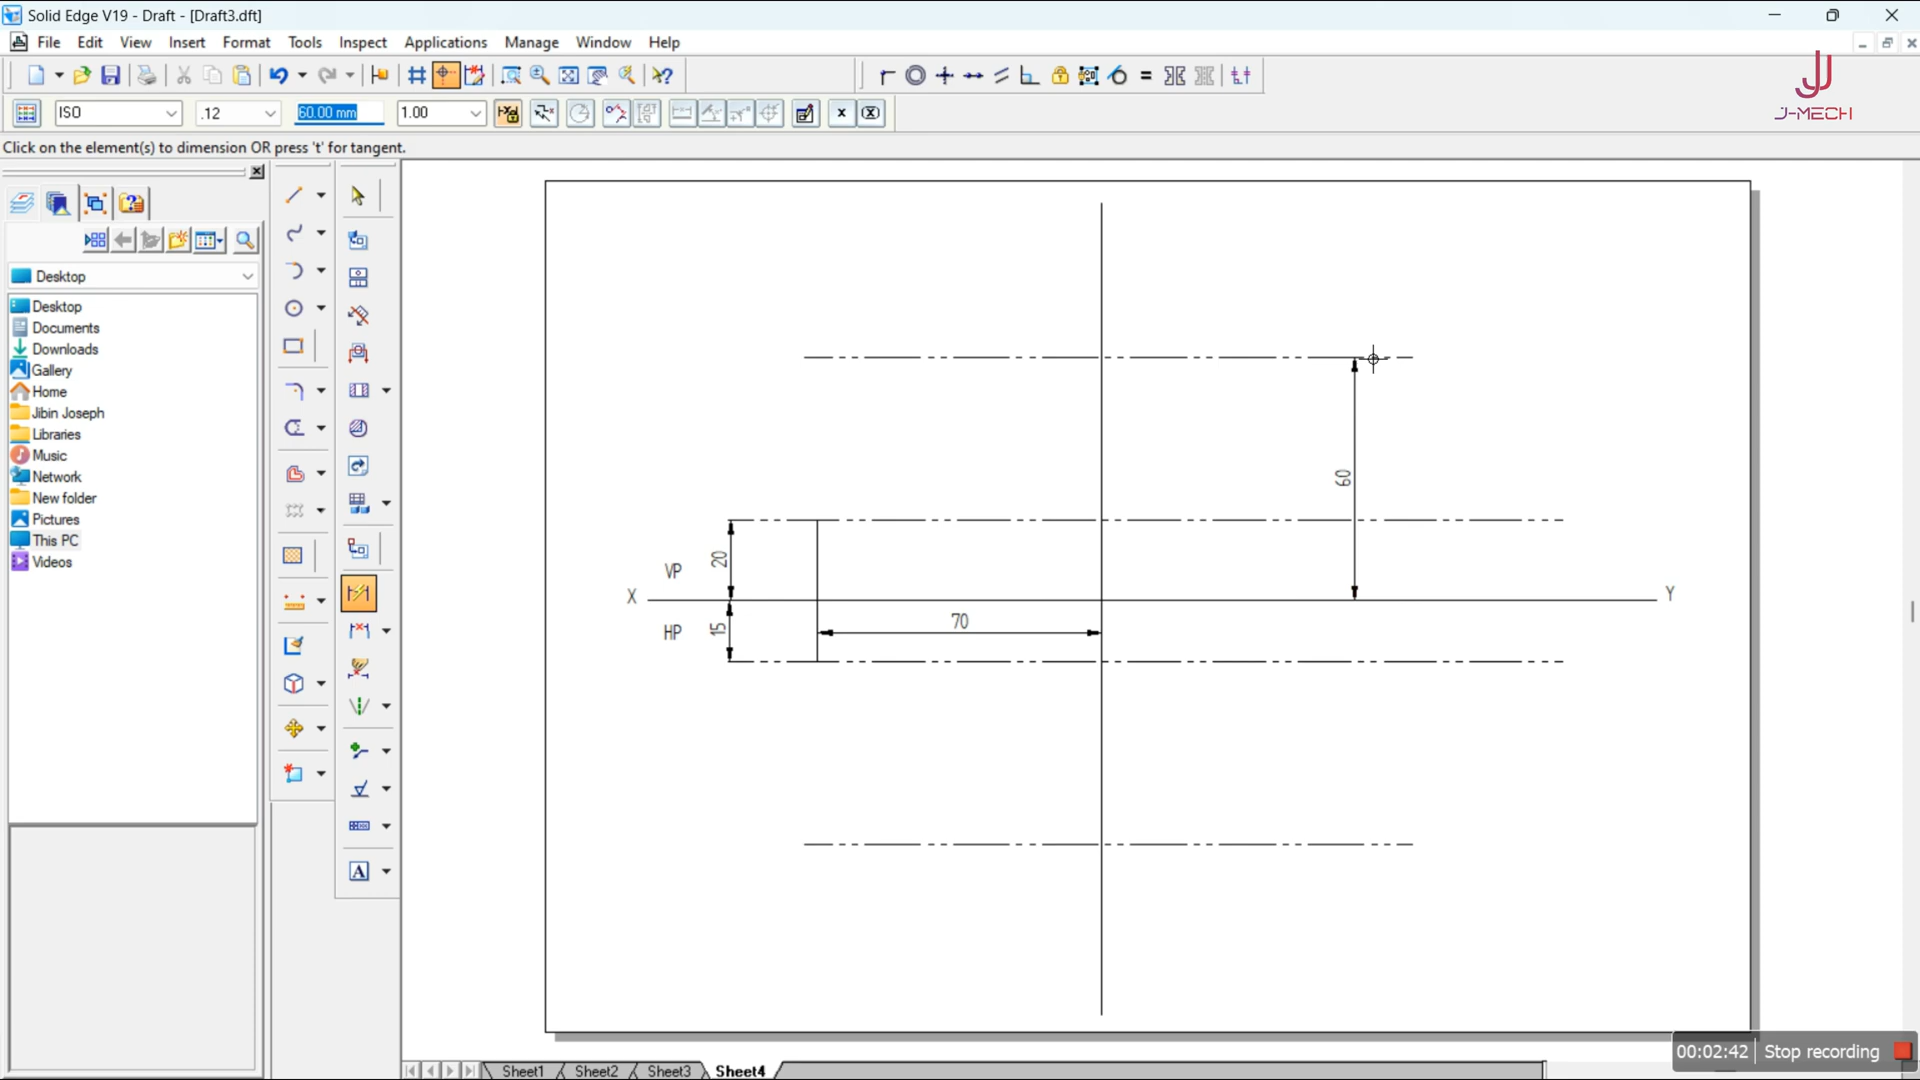 Solid Edge V19 - Draft - [Draft3.dft]
File Edit View Insert Format Tools Inspect Applications Manage Window Help
J-MECH
ISO .12 60.00 mm 1.00
Click on the element(s) to dimension OR press 't' for tangent.
Desktop
Desktop
Documents
Downloads
Gallery
Home
Jibin Joseph
Libraries
Music
Network
New folder
Pictures
This PC
Videos
A
60
20
VP
X
Y
15
HP
70
00:02:42 Stop recording
Sheet1 Sheet2 Sheet3 Sheet4